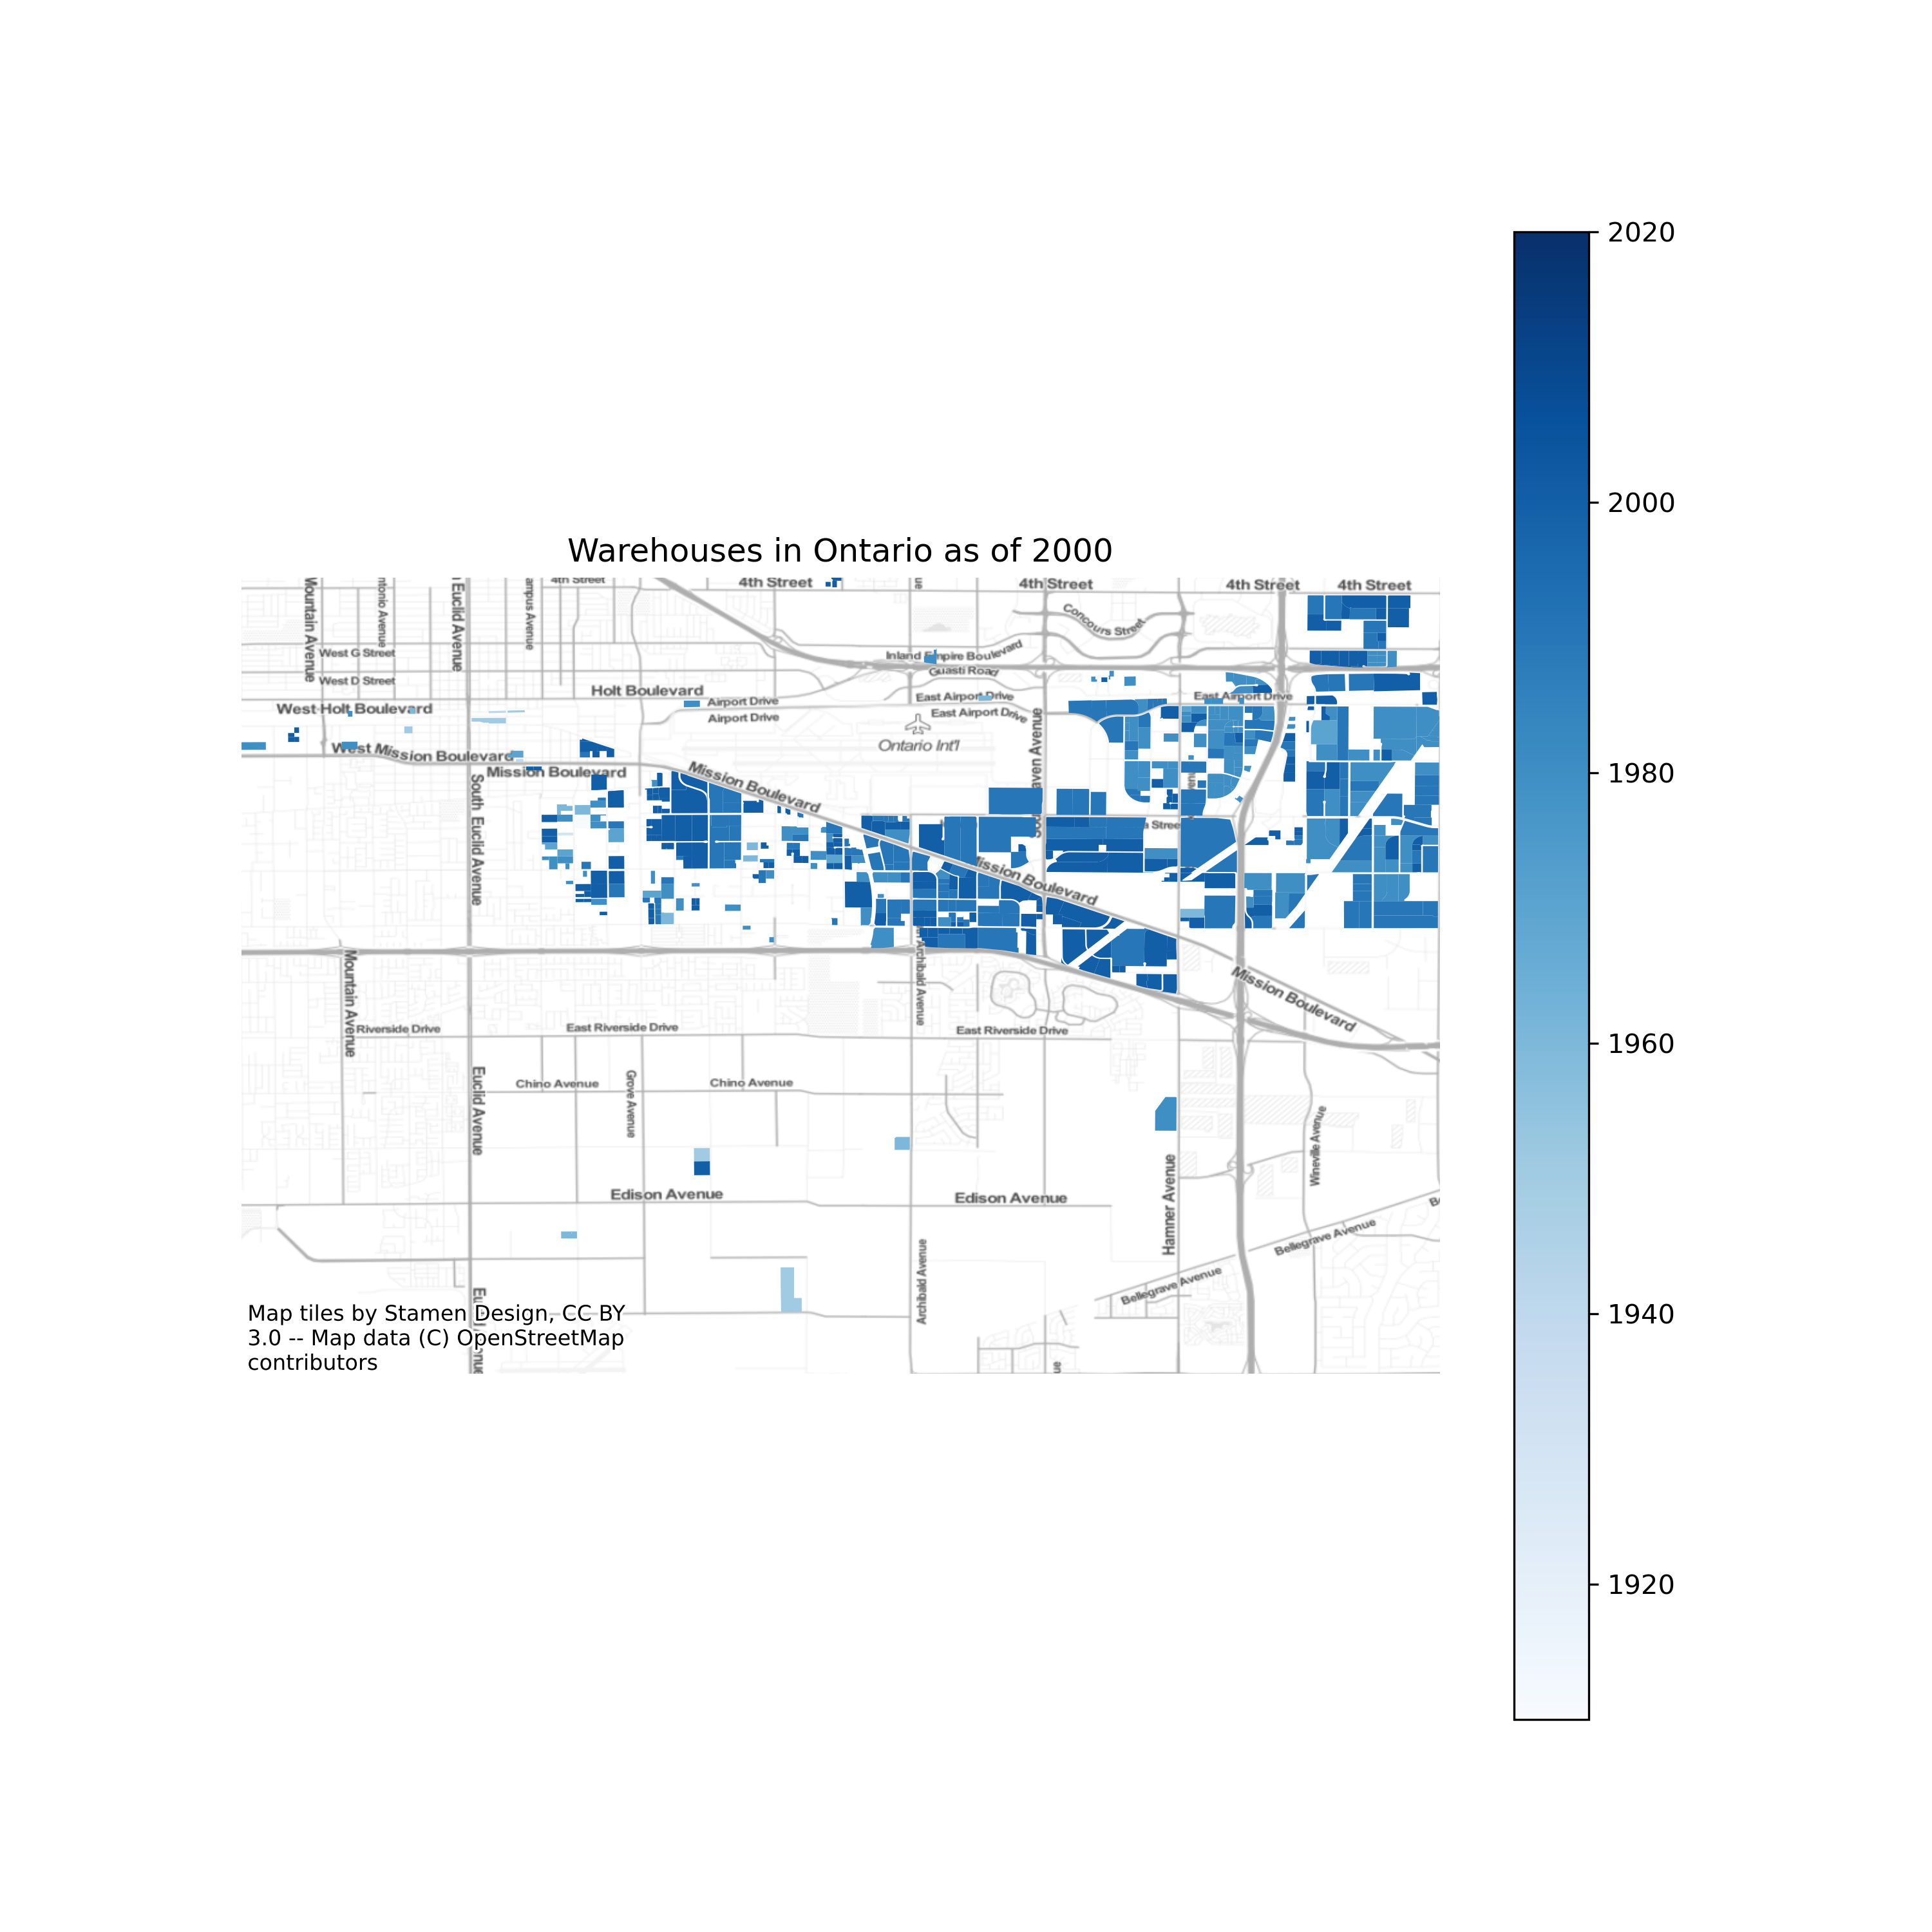 Warehouses in Ontario as of 2000
4th Street
4th Street
4th Street
4th Street
4th Street
Mountain Avenue
Euclid Avenue
Concours Street
West G Street
Inland Empire Boulevard
Guasti Road
West D Street
Holt Boulevard
Airport Drive
East Airport Drive
East Airport Drive
West Holt Boulevard
Airport Drive
East Airport Drive
Ontario Int'l
West Mission Boulevard
Mission Boulevard
Mission Boulevard
South Euclid Avenue
Mission Boulevard
Archibald Avenue
Mountain Avenue
Mission Boulevard
Riverside Drive
East Riverside Drive
East Riverside Drive
Chino Avenue
Chino Avenue
Grove Avenue
Euclid Avenue
Wineville Avenue
Hamner Avenue
Edison Avenue
Edison Avenue
Bellegrave Avenue
Bellegrave Avenue
Archibald Avenue
Map tiles by Stamen Design, CC BY
3.0 -- Map data (C) OpenStreetMap
contributors
2020
2000
1980
1960
1940
1920